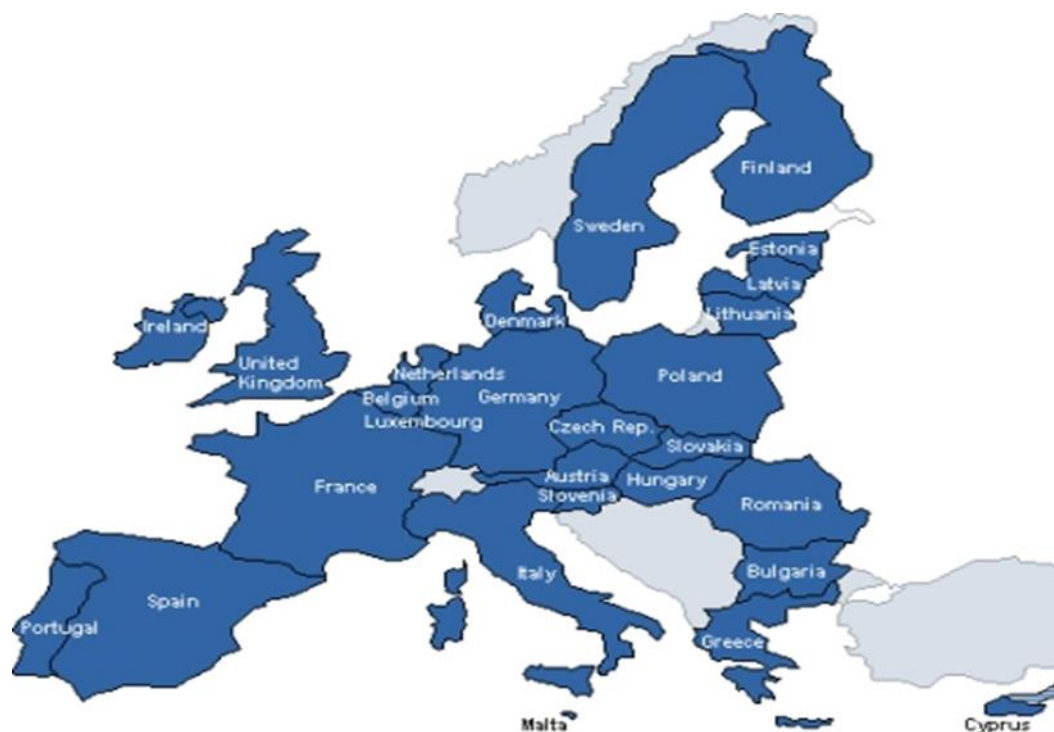 Finland
Sweden
Estonia
Latvia
Lithuania
Ireland
Denmark
United
Kingdom
Netherlands
Poland
Belgium
Germany
Luxembourg
Czech Rep.
Slovakia
France
Austria
Hungary
Slovenia
Romania
Italy
Bulgaria
Spain
Portugal
Greece
Malta
Cyprus